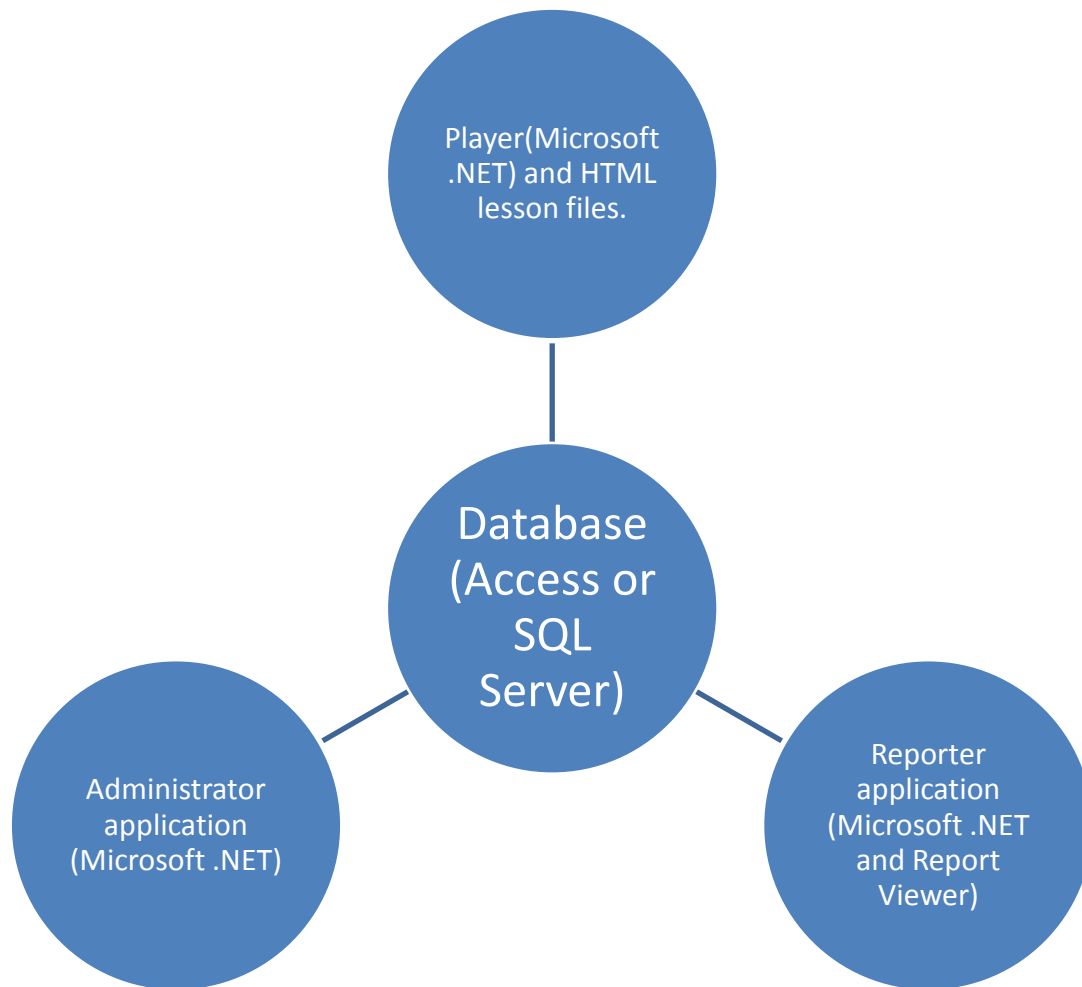 Player(Microsoft
.NET) and HTML
lesson files.
Database
(Access or
SQL
Server)
Administrator
application
(Microsoft .NET)
Reporter
application
(Microsoft .NET
and Report
Viewer)